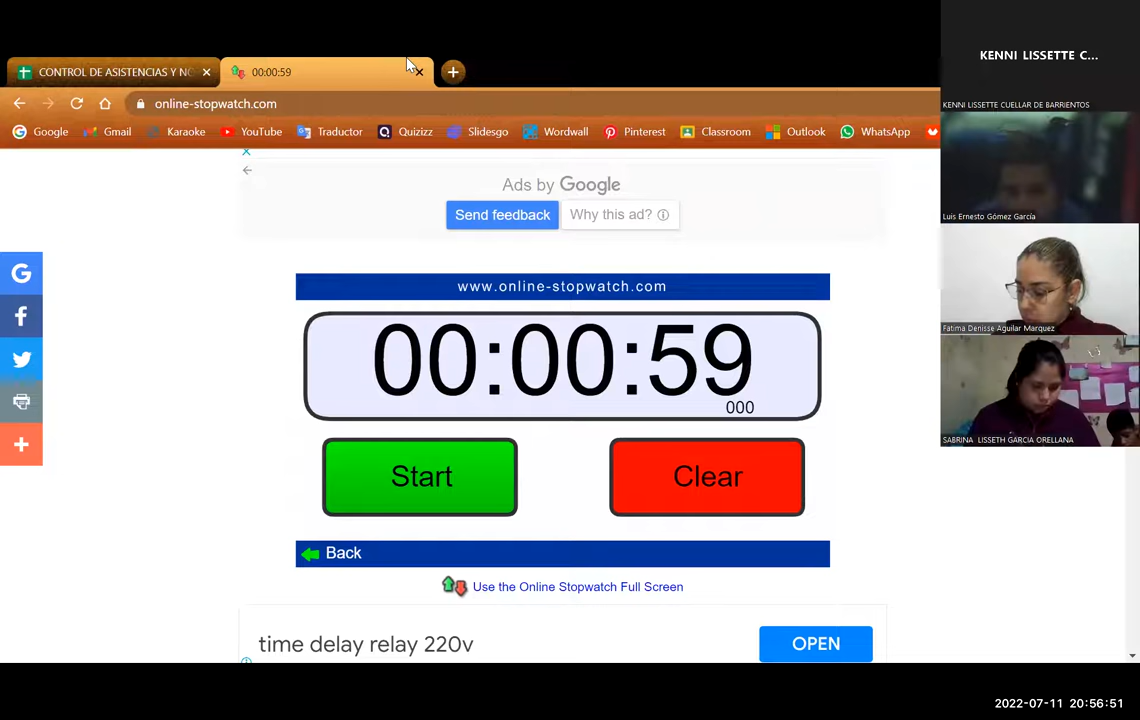 KENNI LISSETTE C...
KENNI LISSETTE CUELLAR DE BARRIENTOS
CONTROL DE ASISTENCIAS Y NO
00:00:59
online-stopwatch.com
Google
Gmail
Karaoke
YouTube
Traductor
Quizizz
Slidesgo
Wordwall
Pinterest
Classroom
Outlook
WhatsApp
Ads by Google
Send feedback
Why this ad?
Luis Ernesto Gómez García
www.online-stopwatch.com
00:00:59
000
Fatima Denisse Aguilar Marquez
SABRINA LISSETH GARCIA ORELLANA
Start
Clear
Back
Use the Online Stopwatch Full Screen
time delay relay 220v
OPEN
2022-07-11 20:56:51